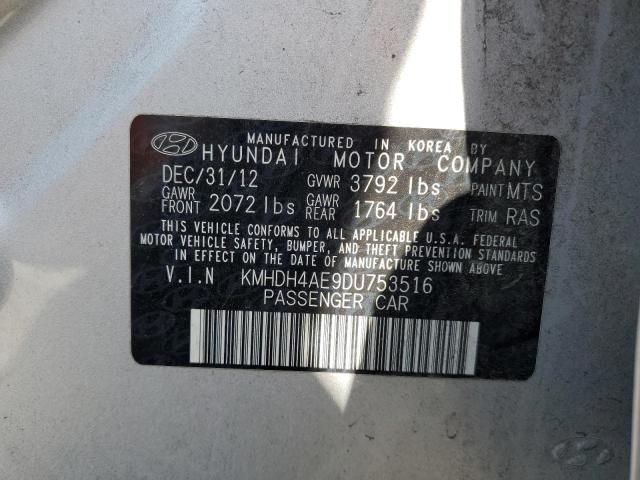 MANUFACTURED IN KOREA BY
HYUNDAI MOTOR COMPANY
DEC/31/12 GVWR 3792 lbs PAINT MTS
GAWR FRONT 2072 lbs GAWR REAR 1764 lbs TRIM RAS
THIS VEHICLE CONFORMS TO ALL APPLICABLE U.S.A. FEDERAL
MOTOR VEHICLE SAFETY, BUMPER, AND THEFT PREVENTION STANDARDS
IN EFFECT ON THE DATE OF MANUFACTURE SHOWN ABOVE.
V.I.N KMHDH4AE9DU753516
PASSENGER CAR